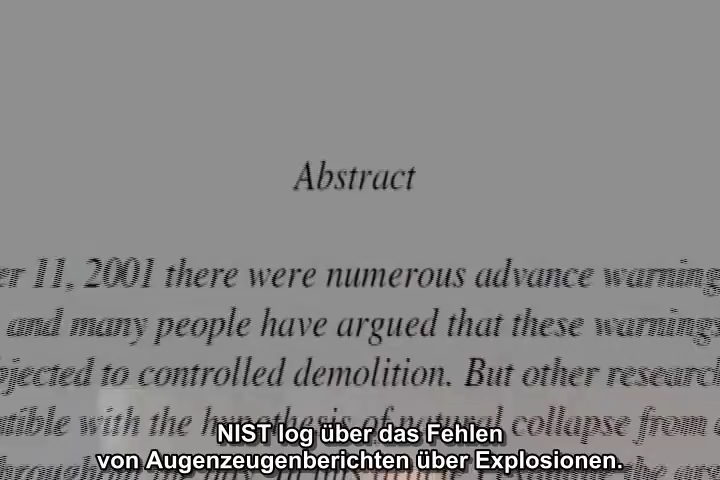 Abstract
er 11, 2001 there were numerous advance warning
and many people have argued that these warnings
bjected to controlled demolition. But other research
atible with the hypothesis of natural collapse from
NIST log über das Fehlen
von Augenzeugenberichten über Explosionen.